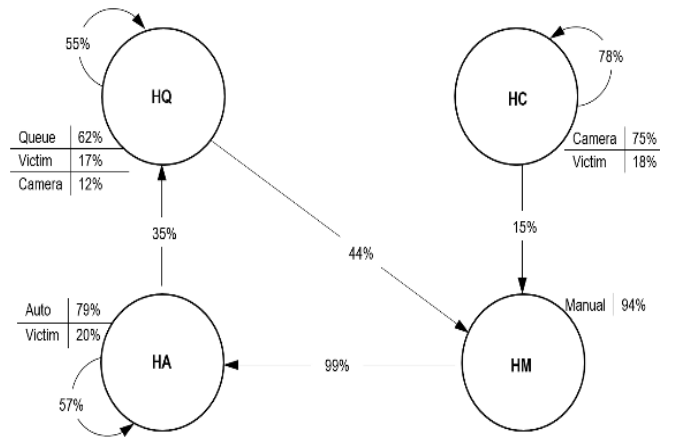 55%
78%
HQ
HC
Queue 62%
Victim 17%
Camera 12%
Camera 75%
Victim 18%
35%
15%
44%
Auto 79%
Victim 20%
Manual 94%
HA
99%
HM
57%